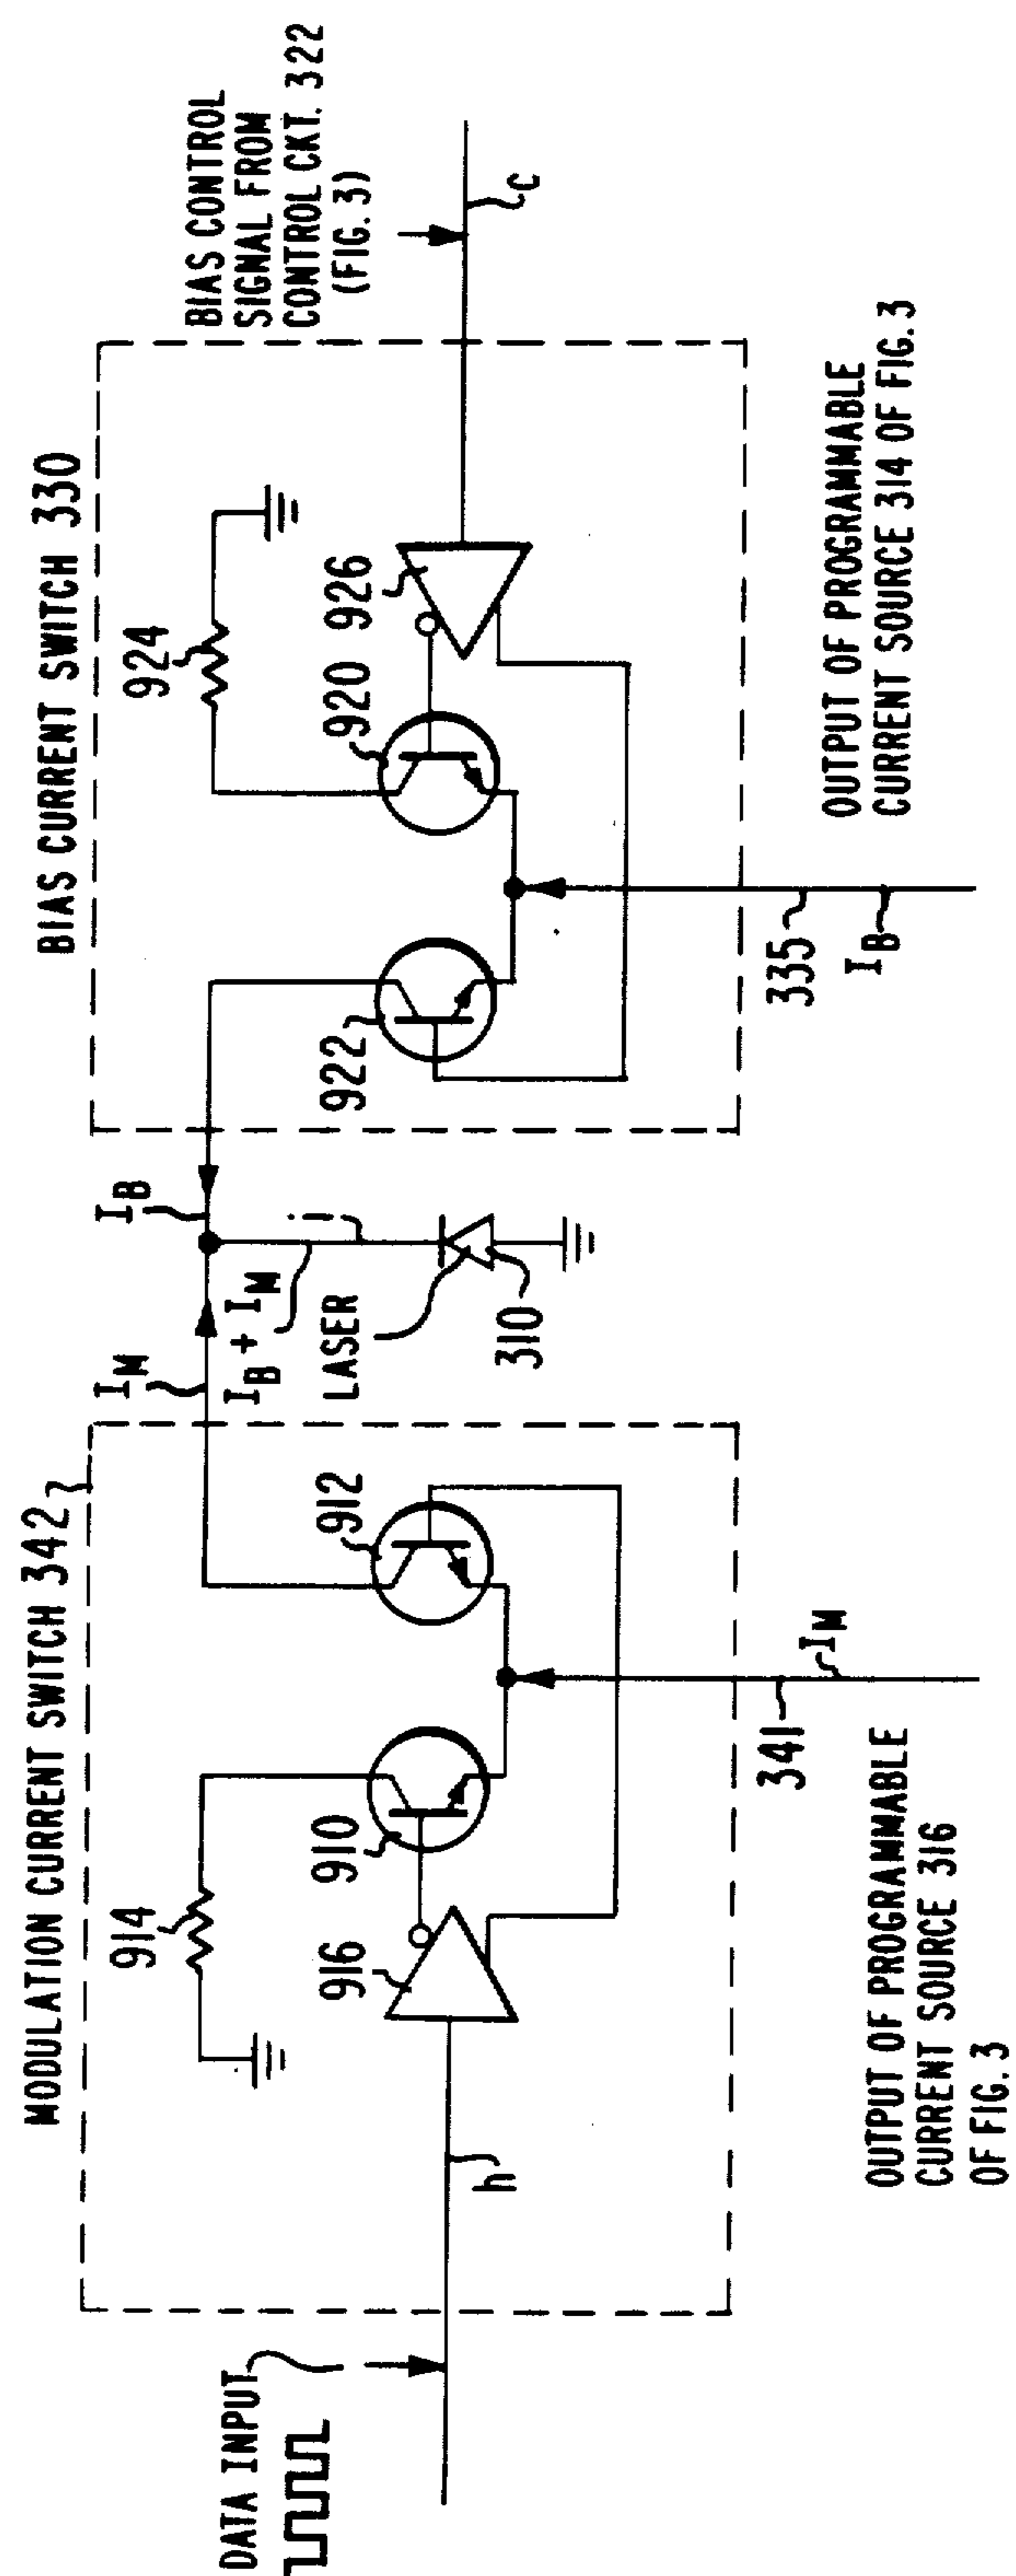 MODULATION CURRENT SWITCH 342
BIAS CURRENT SWITCH 330
DATA INPUT
h
914
916
910
912
341
I_M
OUTPUT OF PROGRAMMABLE
CURRENT SOURCE 316
OF FIG. 3
I_M
I_B
I_B + I_M
j
LASER
310
922
924
920
926
335
I_B
OUTPUT OF PROGRAMMABLE
CURRENT SOURCE 314 OF FIG. 3
BIAS CONTROL
SIGNAL FROM
CONTROL CKT. 322
(FIG. 3)
C